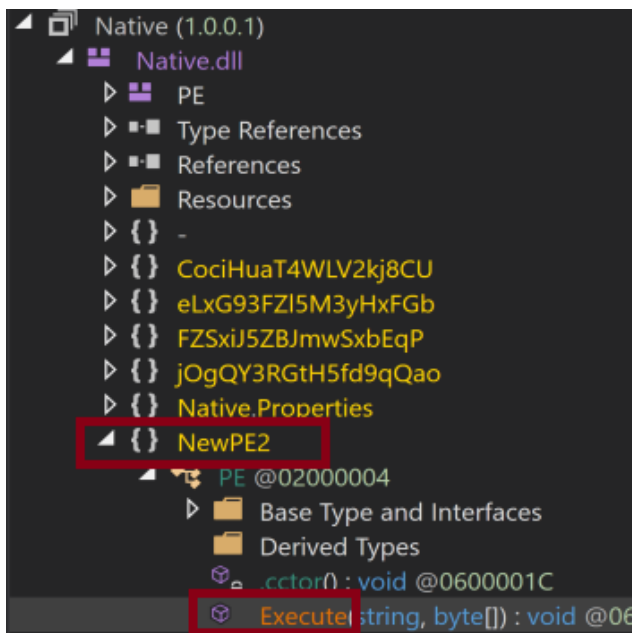 Native (1.0.0.1)
Native.dll
PE
Type References
References
Resources
{ } -
{ } CociHuaT4WLV2kj8CU
{ } eLxG93FZl5M3yHxFGb
{ } FZSxiJ5ZBJmwSxbEqP
{ } jOgQY3RGtH5fd9qQao
{ } Native.Properties
{ } NewPE2
PE @02000004
Base Type and Interfaces
Derived Types
.cctor() : void @0600001C
Execute(string, byte[]) : void @06